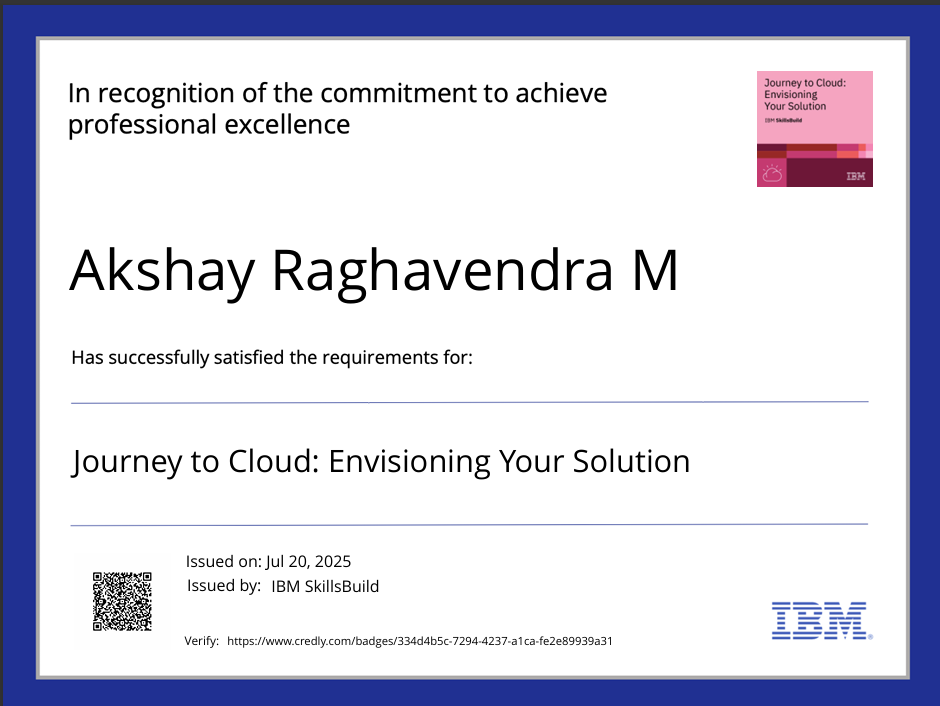 In recognition of the commitment to achieve
professional excellence
Journey to Cloud:
Envisioning
Your Solution
IBM SkillsBuild
IBM
Akshay Raghavendra M
Has successfully satisfied the requirements for:
Journey to Cloud: Envisioning Your Solution
Issued on: Jul 20, 2025
Issued by: IBM SkillsBuild
Verify: https://www.credly.com/badges/334d4b5c-7294-4237-a1ca-fe2e89939a31
IBM®